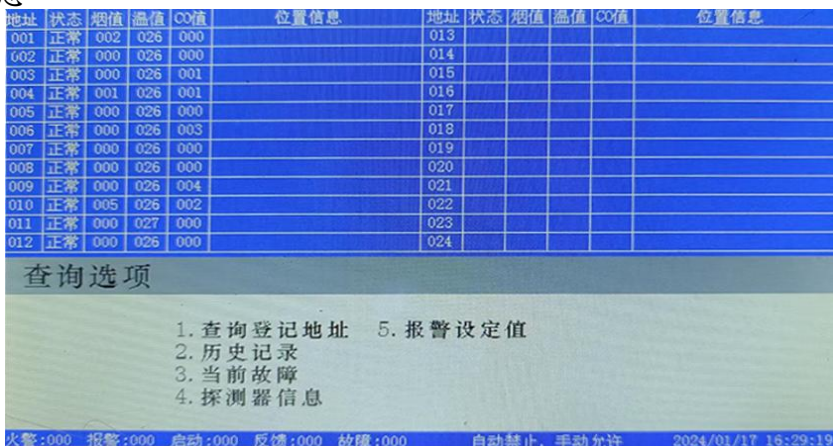 地址 状态 烟值 温值 CO值 位置信息 地址 状态 烟值 温值 CO值 位置信息
001 正常 002 026 000 013
002 正常 000 026 000 014
003 正常 000 026 001 015
004 正常 001 026 001 016
005 正常 000 026 000 017
006 正常 000 026 003 018
007 正常 000 026 000 019
008 正常 000 026 000 020
009 正常 000 026 004 021
010 正常 005 026 002 022
011 正常 000 027 000 023
012 正常 000 026 000 024
查询选项
1.查询登记地址 5.报警设定值
2.历史记录
3.当前故障
4.探测器信息
火警:000 报警:000 启动:000 反馈:000 故障:000 自动禁止、手动允许 2024/01/17 16:29:19